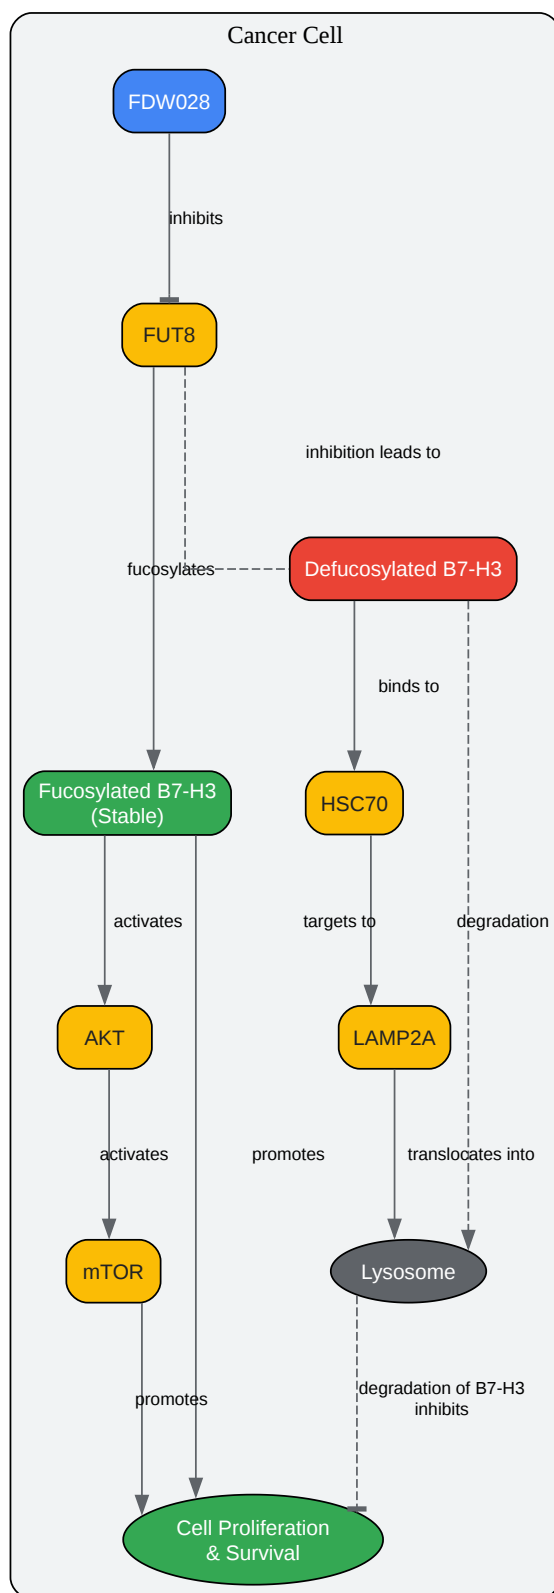 Cancer Cell
FDW028
inhibits
FUT8
inhibition leads to
Defucosylated B7-H3
fucosylates
binds to
Fucosylated B7-H3
(Stable)
HSC70
activates
targets to
degradation
AKT
LAMP2A
activates
promotes
translocates into
mTOR
Lysosome
promotes
degradation of B7-H3
inhibits
Cell Proliferation
& Survival